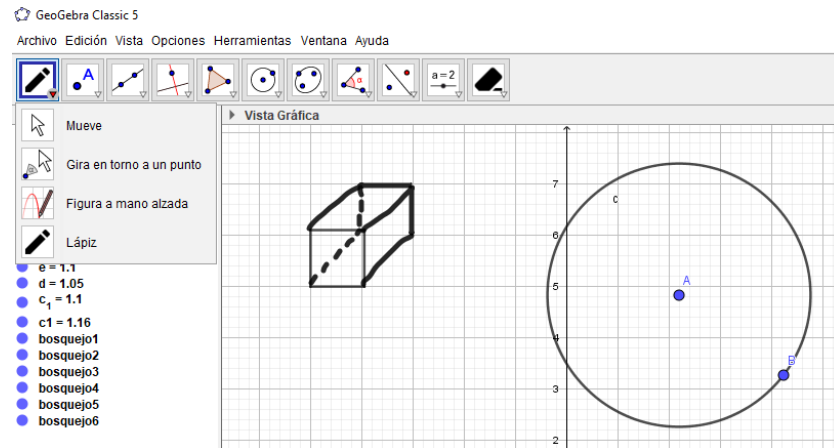 GeoGebra Classic 5
Archivo Edición Vista Opciones Herramientas Ventana Ayuda
A
α
a = 2
Mueve
Gira en torno a un punto
Figura a mano alzada
Lápiz
e = 1.1
d = 1.05
c₁ = 1.1
c1 = 1.16
bosquejo1
bosquejo2
bosquejo3
bosquejo4
bosquejo5
bosquejo6
Vista Gráfica
7
6
5
4
3
2
c
A
B